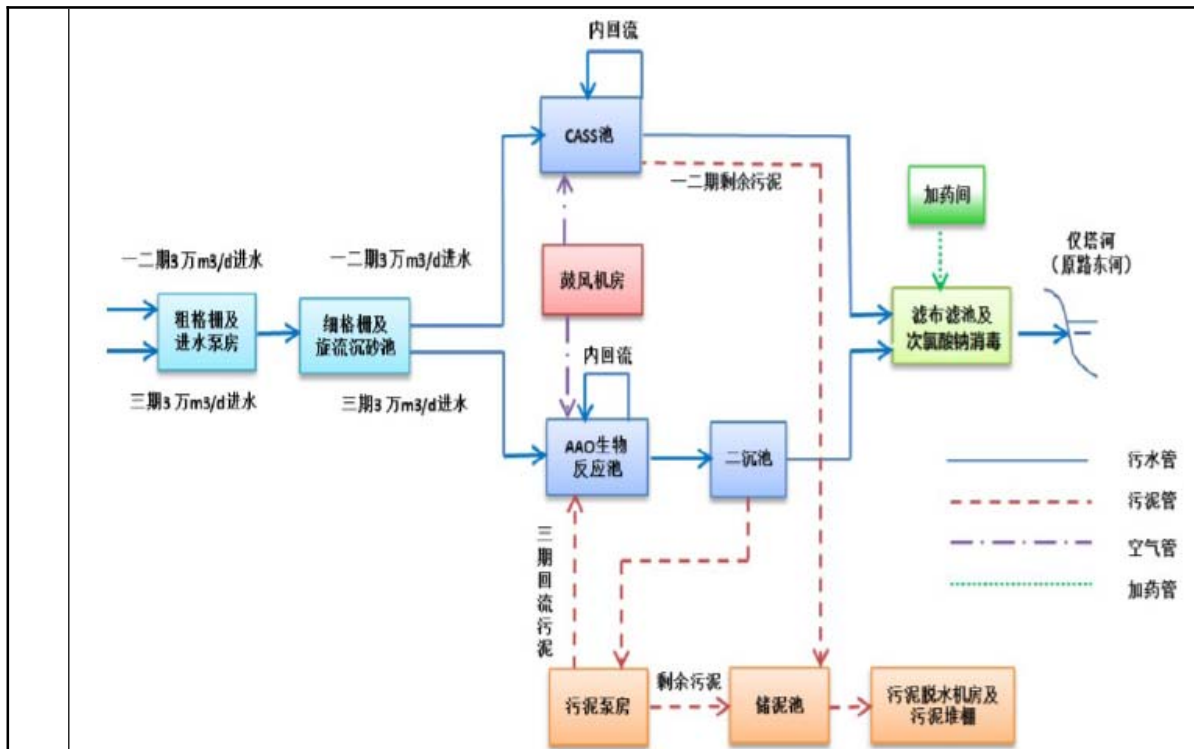 内回流
CASS池
一二期剩余污泥
加药间
一二期3万m3/d进水
一二期3万m3/d进水
鼓风机房
仪塔河
（原路东河）
粗格栅及
进水泵房
细格栅及
旋流沉砂池
滤布滤池及
次氯酸钠消毒
内回流
三期3万m3/d进水
三期3万m3/d进水
AAO生物
反应池
二沉池
污水管
污泥管
空气管
加药管
三期回流污泥
污泥泵房
剩余污泥
储泥池
污泥脱水机房及
污泥堆棚